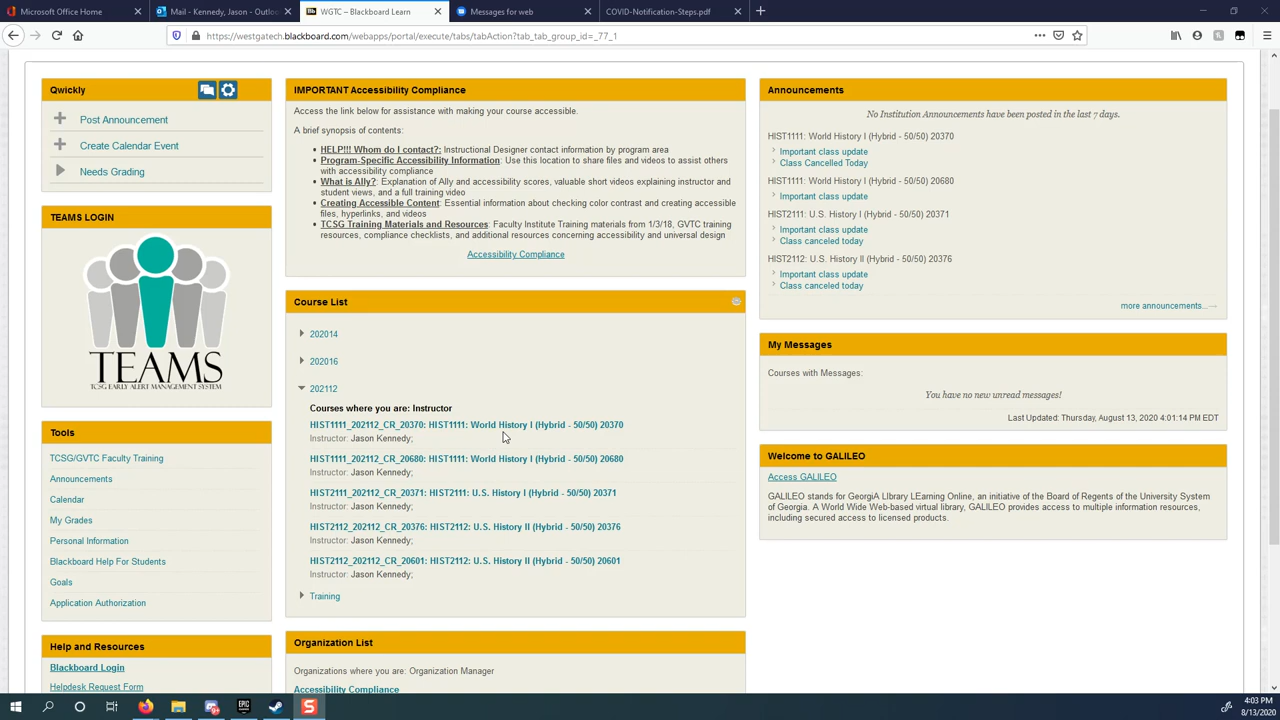 Microsoft Office Home
Mail - Kennedy, Jason - Outloo
WGTC – Blackboard Learn
Messages for web
COVID-Notification-Steps.pdf
https://westgatech.blackboard.com/webapps/portal/execute/tabs/tabAction?tab_tab_group_id=_77_1
Qwickly
Post Announcement
Create Calendar Event
Needs Grading
TEAMS LOGIN
TEAMS
TCSG EARLY ALERT MANAGEMENT SYSTEM
Tools
TCSG/GVTC Faculty Training
Announcements
Calendar
My Grades
Personal Information
Blackboard Help For Students
Goals
Application Authorization
Help and Resources
Blackboard Login
Helpdesk Request Form
IMPORTANT Accessibility Compliance
Access the link below for assistance with making your course accessible.
A brief synopsis of contents:
• HELP!!! Whom do I contact?: Instructional Designer contact information by program area
• Program-Specific Accessibility Information: Use this location to share files and videos to assist others
with accessibility compliance
• What is Ally?: Explanation of Ally and accessibility scores, valuable short videos explaining instructor and
student views, and a full training video
• Creating Accessible Content: Essential information about checking color contrast and creating accessible
files, hyperlinks, and videos
• TCSG Training Materials and Resources: Faculty Institute Training materials from 1/3/18, GVTC training
resources, compliance checklists, and additional resources concerning accessibility and universal design
Accessibility Compliance
Course List
202014
202016
202112
Courses where you are: Instructor
HIST1111_202112_CR_20370: HIST1111: World History I (Hybrid - 50/50) 20370
Instructor: Jason Kennedy;
HIST1111_202112_CR_20680: HIST1111: World History I (Hybrid - 50/50) 20680
Instructor: Jason Kennedy;
HIST2111_202112_CR_20371: HIST2111: U.S. History I (Hybrid - 50/50) 20371
Instructor: Jason Kennedy;
HIST2112_202112_CR_20376: HIST2112: U.S. History II (Hybrid - 50/50) 20376
Instructor: Jason Kennedy;
HIST2112_202112_CR_20601: HIST2112: U.S. History II (Hybrid - 50/50) 20601
Instructor: Jason Kennedy;
Training
Organization List
Organizations where you are: Organization Manager
Accessibility Compliance
Announcements
No Institution Announcements have been posted in the last 7 days.
HIST1111: World History I (Hybrid - 50/50) 20370
Important class update
Class Cancelled Today
HIST1111: World History I (Hybrid - 50/50) 20680
Important class update
HIST2111: U.S. History I (Hybrid - 50/50) 20371
Important class update
Class canceled today
HIST2112: U.S. History II (Hybrid - 50/50) 20376
Important class update
Class canceled today
more announcements...
My Messages
Courses with Messages:
You have no new unread messages!
Last Updated: Thursday, August 13, 2020 4:01:14 PM EDT
Welcome to GALILEO
Access GALILEO
GALILEO stands for GeorgiA LIbrary LEarning Online, an initiative of the Board of Regents of the University System
of Georgia. A World Wide Web-based virtual library, GALILEO provides access to multiple information resources,
including secured access to licensed products.
EPIC
S
4:03 PM
8/13/2020